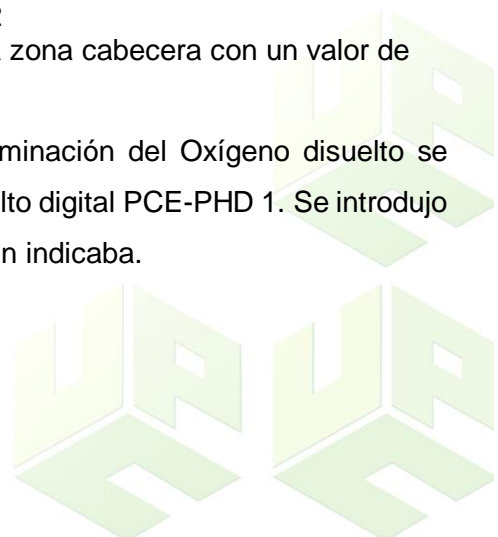 zona cabecera con un valor de
minación del Oxígeno disuelto se
lto digital PCE-PHD 1. Se introdujo
n indicaba.